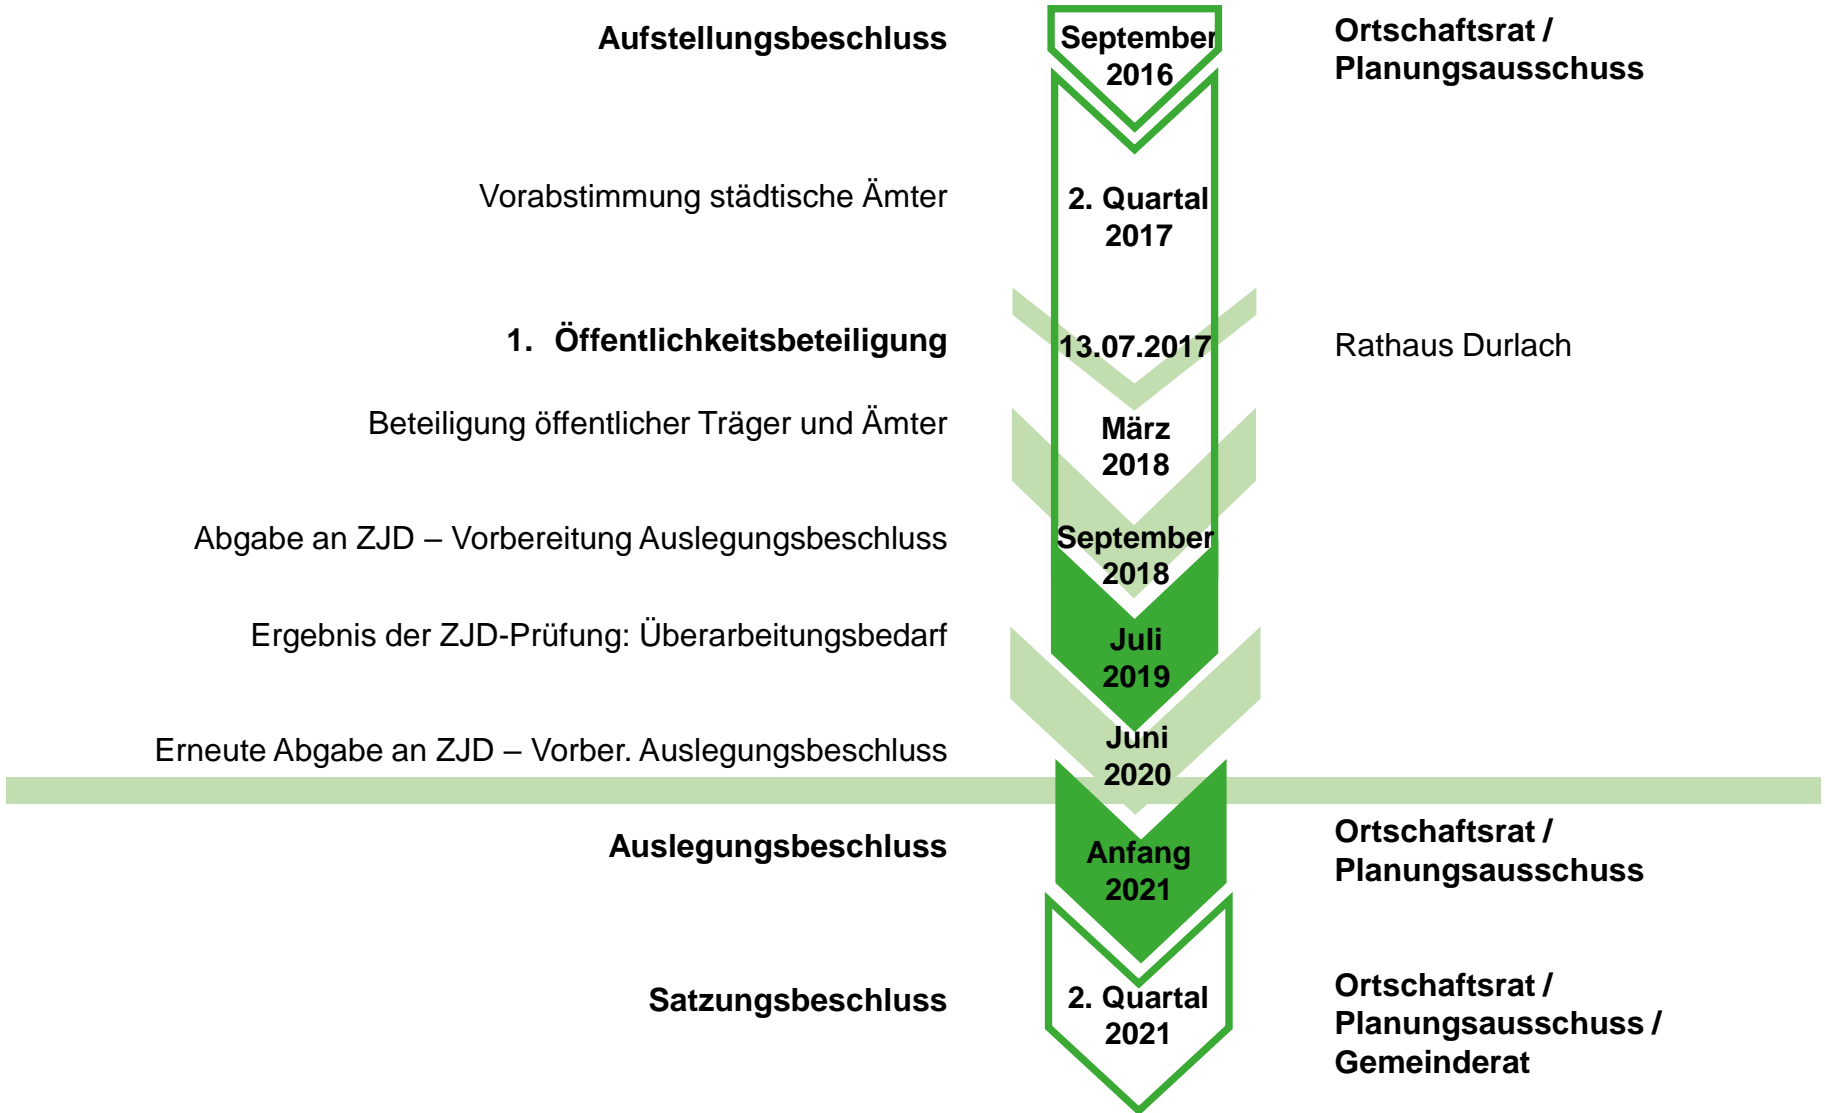 Aufstellungsbeschluss
September
2016
Ortschaftsrat /
Planungsausschuss
Vorabstimmung städtische Ämter
2. Quartal
2017
1. Öffentlichkeitsbeteiligung
13.07.2017
Rathaus Durlach
Beteiligung öffentlicher Träger und Ämter
März
2018
Abgabe an ZJD – Vorbereitung Auslegungsbeschluss
September
2018
Ergebnis der ZJD-Prüfung: Überarbeitungsbedarf
Juli
2019
Erneute Abgabe an ZJD – Vorber. Auslegungsbeschluss
Juni
2020
Auslegungsbeschluss
Anfang
2021
Ortschaftsrat /
Planungsausschuss
Satzungsbeschluss
2. Quartal
2021
Ortschaftsrat /
Planungsausschuss /
Gemeinderat